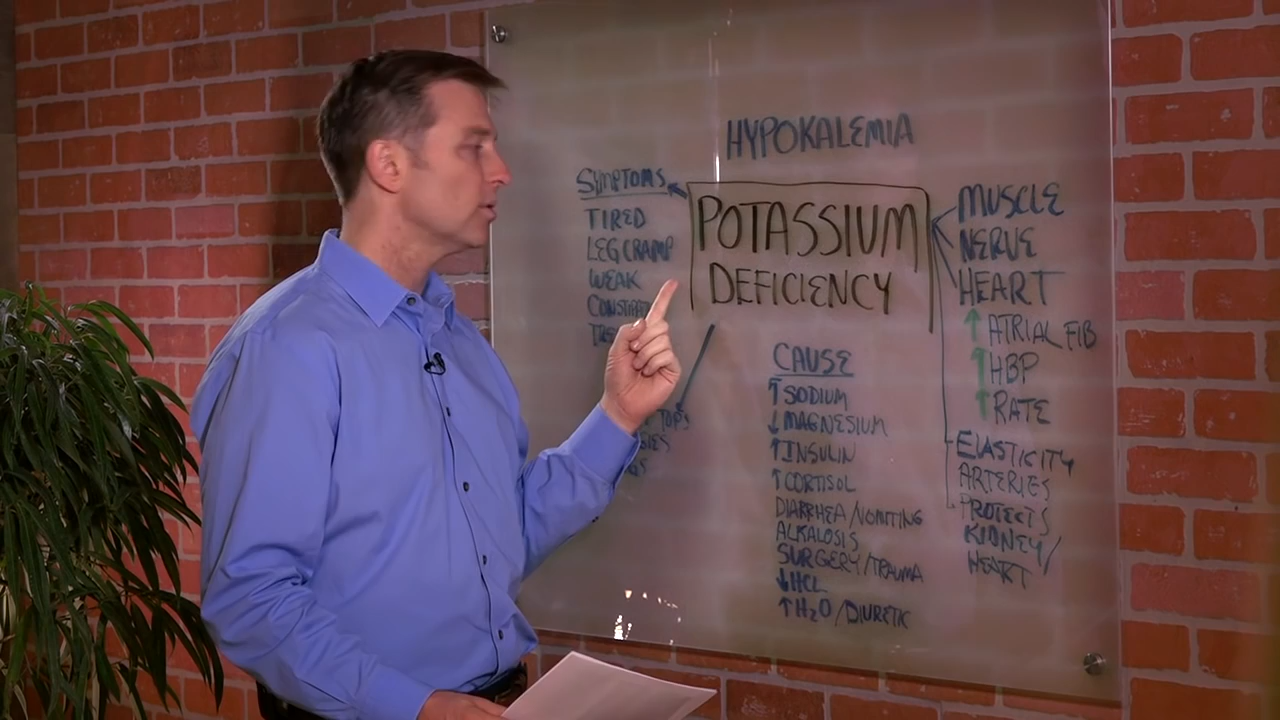 HYPOKALEMIA
POTASSIUM
DEFICIENCY
SYMPTOMS
TIRED
LEG CRAMP
WEAK
MUSCLE
NERVE
HEART
↑ ATRIAL FIB
↑ HBP
↑ RATE
ELASTICITY
ARTERIES
PROTECTS
KIDNEY/
HEART
CAUSE
↑ SODIUM
↓ MAGNESIUM
↑ INSULIN
↑ CORTISOL
DIARRHEA/VOMITING
ALKALOSIS
SURGERY/TRAUMA
↓ HCL
↑ H2O/DIURETIC
TOPS